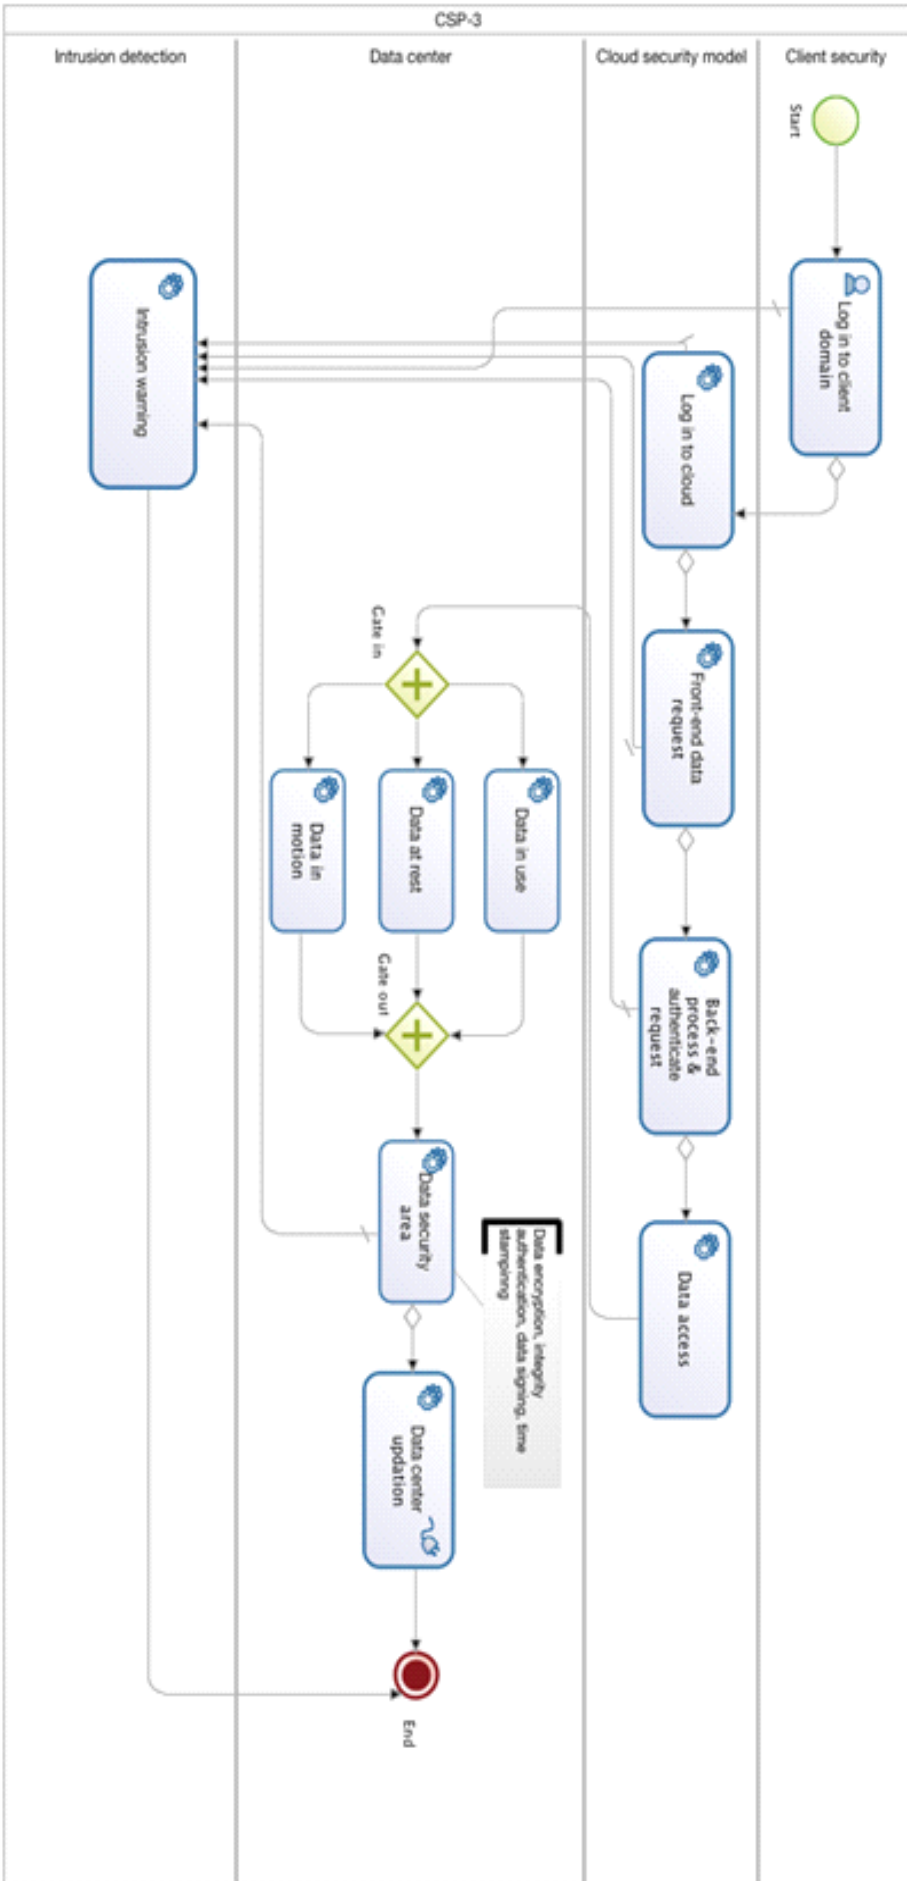 CSP-3
Intrusion detection
Data center
Cloud security model
Client security
Start
Log in to client
domain
Log in to cloud
Front-end data
request
Back-end
process &
authenticate
request
Data access
Gate in
Data in use
Data at rest
Data in
motion
Gate out
Data security
area
Data encryption, integrity
authentication, data signing, time
stampinng
Data center
updation
End
Intrusion warning